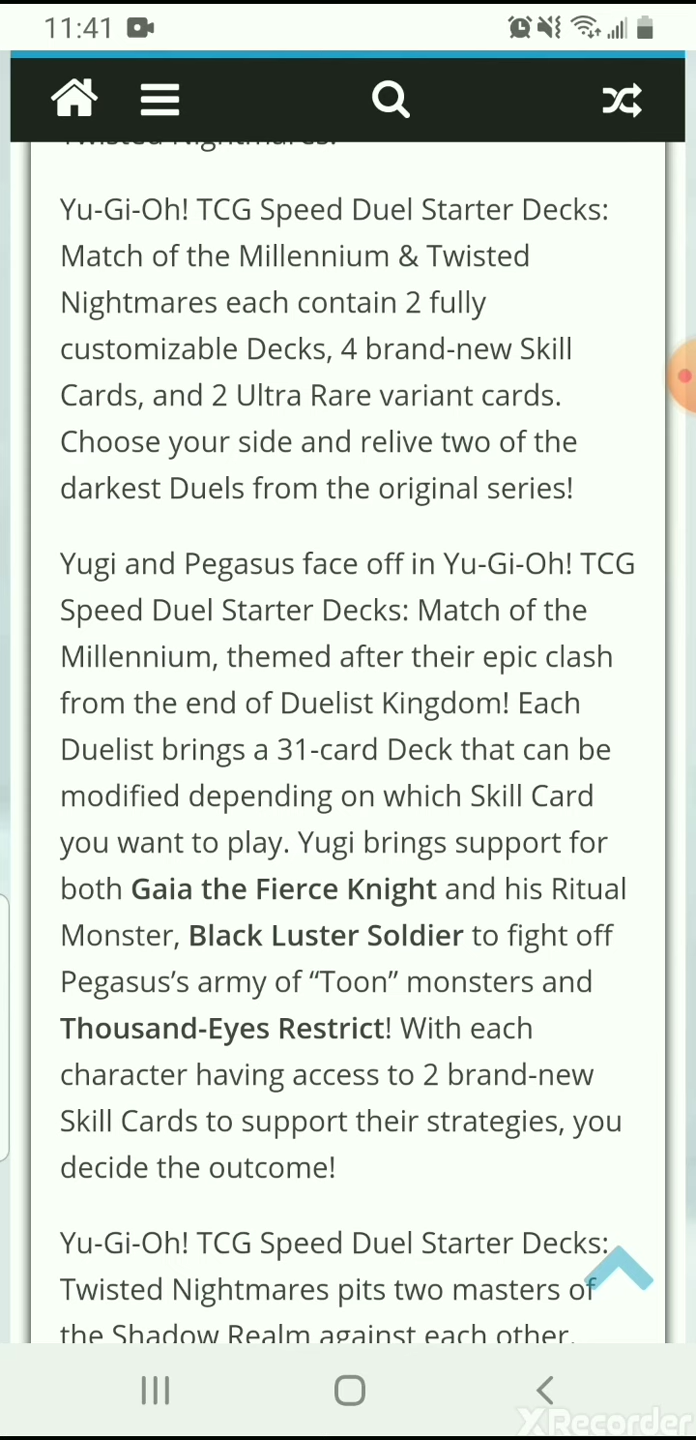 11:41
Yu-Gi-Oh! TCG Speed Duel Starter Decks:
Match of the Millennium & Twisted
Nightmares each contain 2 fully
customizable Decks, 4 brand-new Skill
Cards, and 2 Ultra Rare variant cards.
Choose your side and relive two of the
darkest Duels from the original series!
Yugi and Pegasus face off in Yu-Gi-Oh! TCG
Speed Duel Starter Decks: Match of the
Millennium, themed after their epic clash
from the end of Duelist Kingdom! Each
Duelist brings a 31-card Deck that can be
modified depending on which Skill Card
you want to play. Yugi brings support for
both Gaia the Fierce Knight and his Ritual
Monster, Black Luster Soldier to fight off
Pegasus’s army of “Toon” monsters and
Thousand-Eyes Restrict! With each
character having access to 2 brand-new
Skill Cards to support their strategies, you
decide the outcome!
Yu-Gi-Oh! TCG Speed Duel Starter Decks:
Twisted Nightmares pits two masters of
the Shadow Realm against each other.
XRecorder